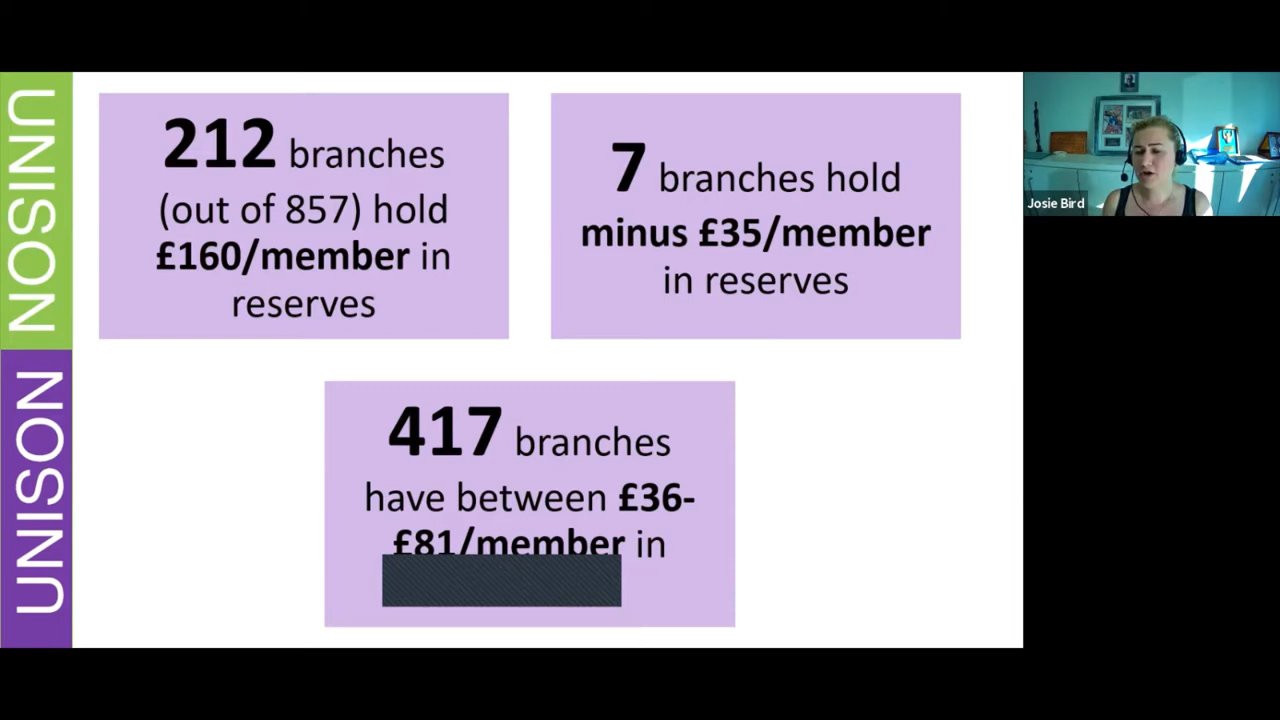 UNISON
UNISON
212 branches
(out of 857) hold
£160/member in
reserves
7 branches hold
minus £35/member
in reserves
417 branches
have between £36-
£81/member in
Josie Bird